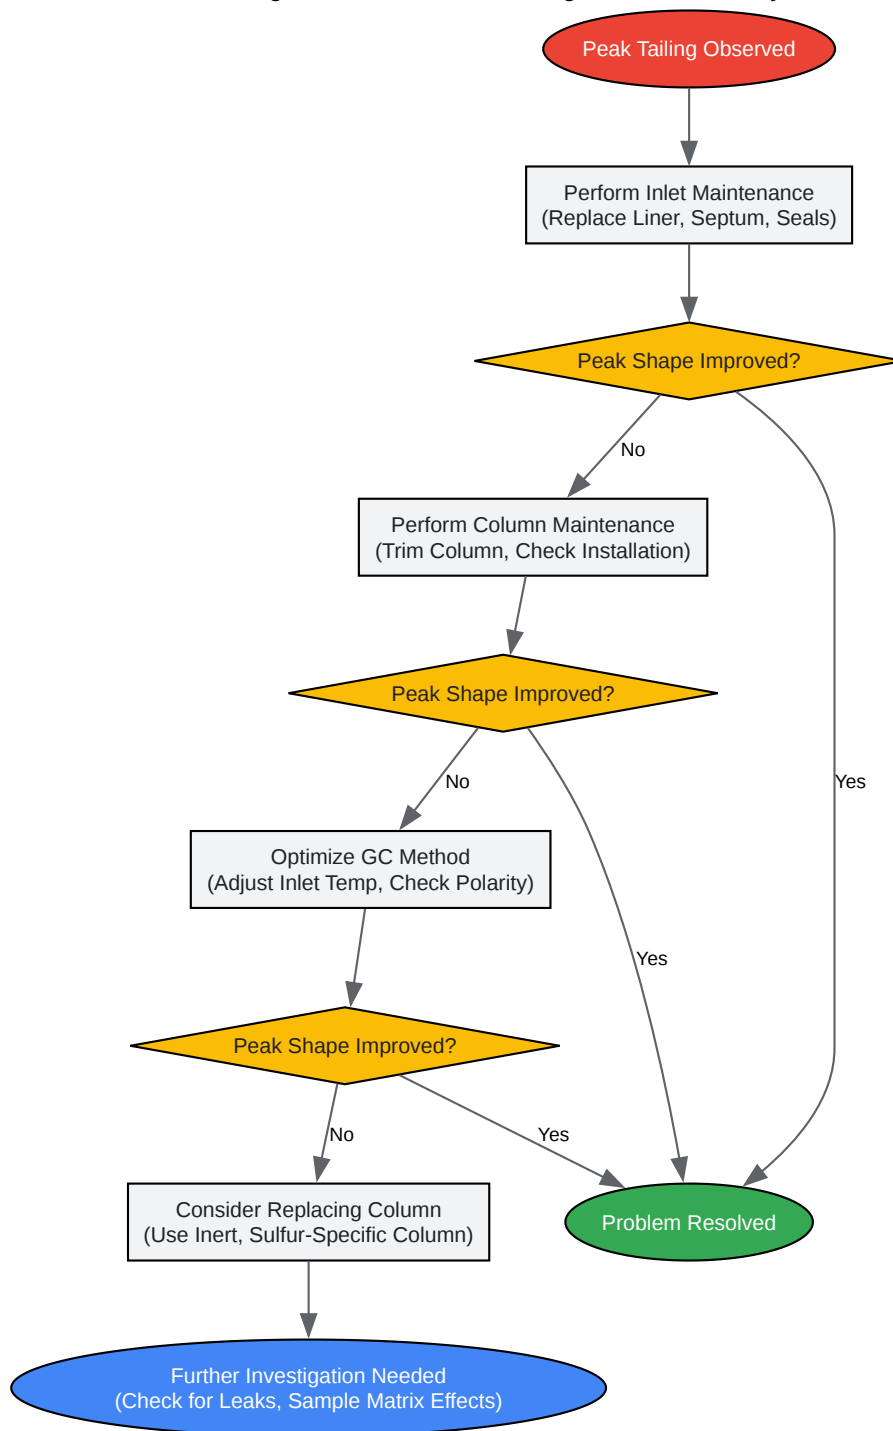 Peak Tailing Observed
Perform Inlet Maintenance
(Replace Liner, Septum, Seals)
Peak Shape Improved?
No
Perform Column Maintenance
(Trim Column, Check Installation)
Peak Shape Improved?
No
Yes
Optimize GC Method
(Adjust Inlet Temp, Check Polarity)
Yes
Peak Shape Improved?
No
Yes
Consider Replacing Column
(Use Inert, Sulfur-Specific Column)
Problem Resolved
Further Investigation Needed
(Check for Leaks, Sample Matrix Effects)